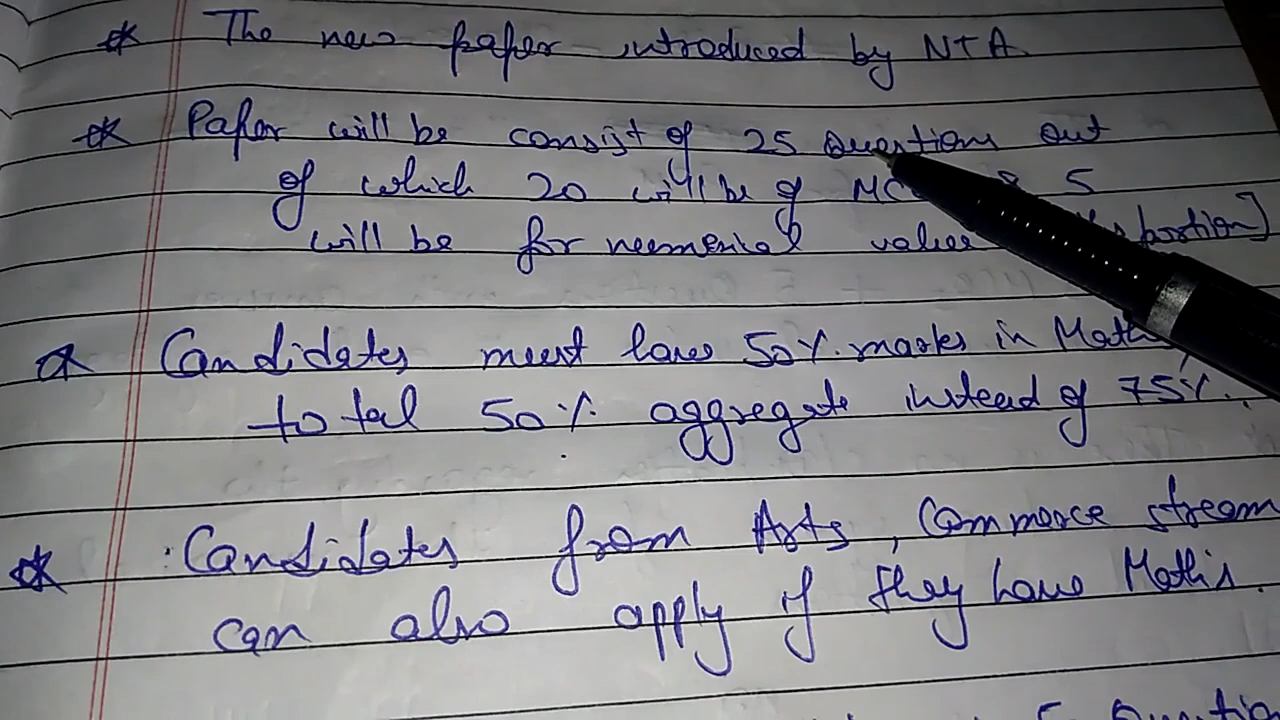 * The new paper introduced by NTA.
* Paper will be consist of 25 Questions out
of which 20 will be of 5
will be for numerical value portion]
* Candidates must have 50% marks in
total 50% aggregate instead of 75%.
* Candidates from Arts, Commerce stream
can also apply if they have Maths.
5